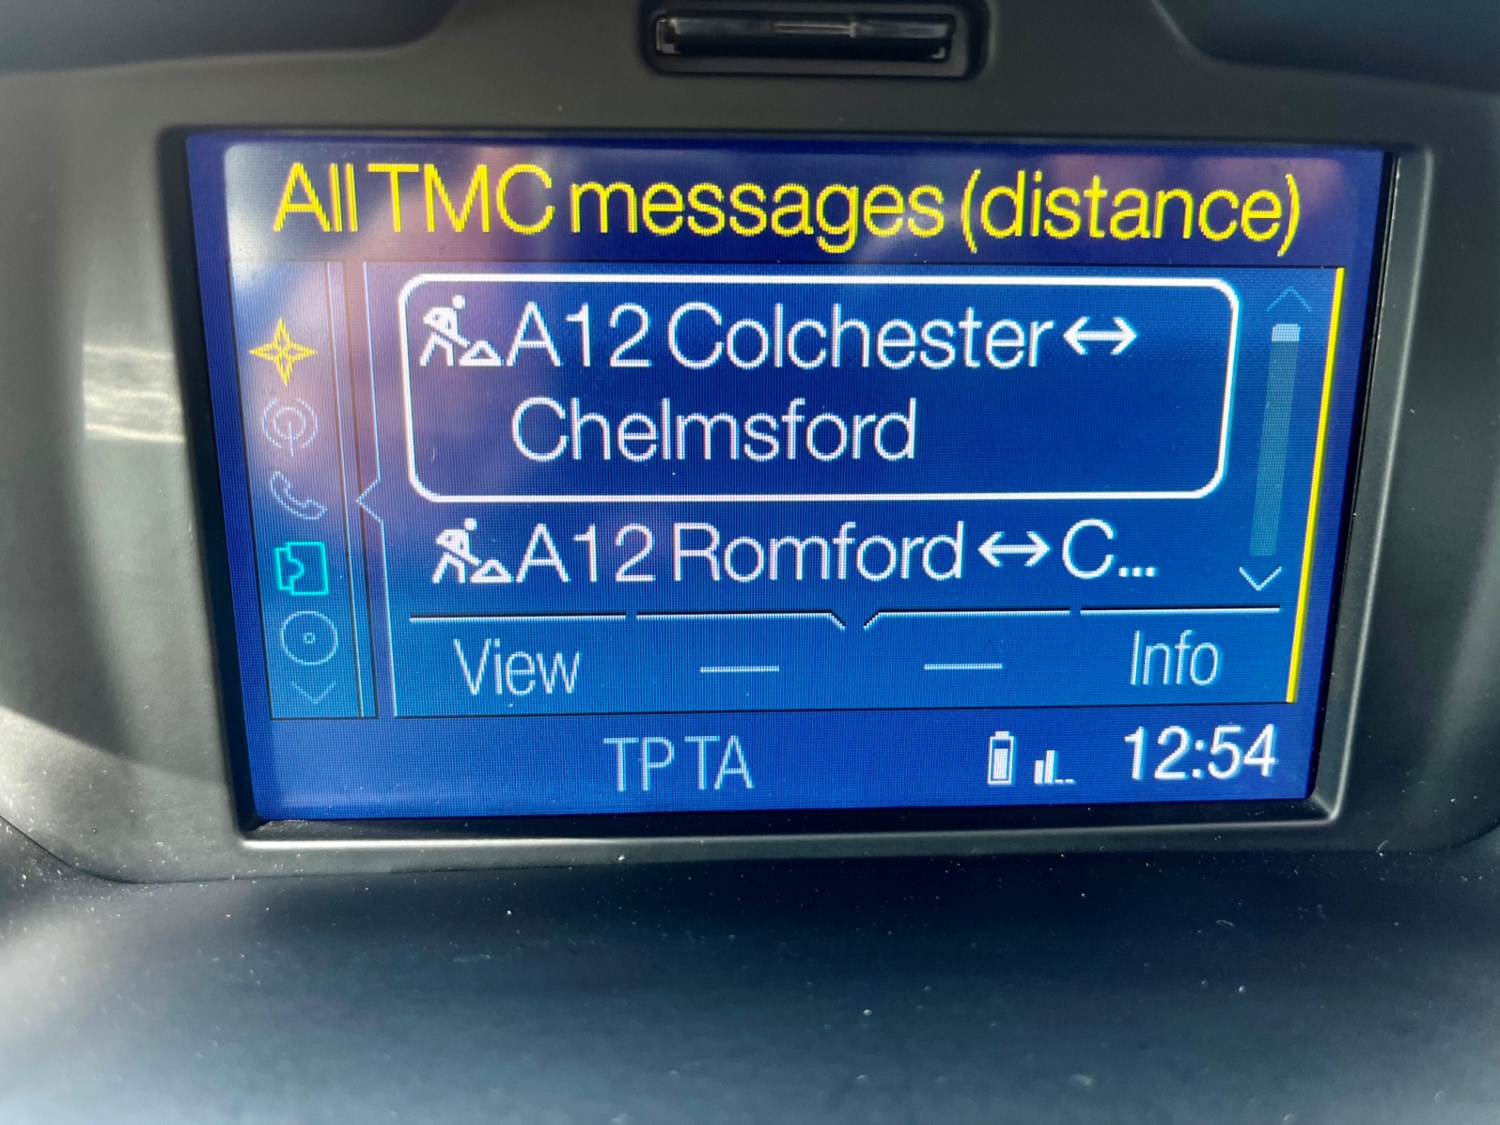 All TMC messages (distance)
A12 Colchester ↔
Chelmsford
A12 Romford ↔ C...
View
Info
TP TA
12:54